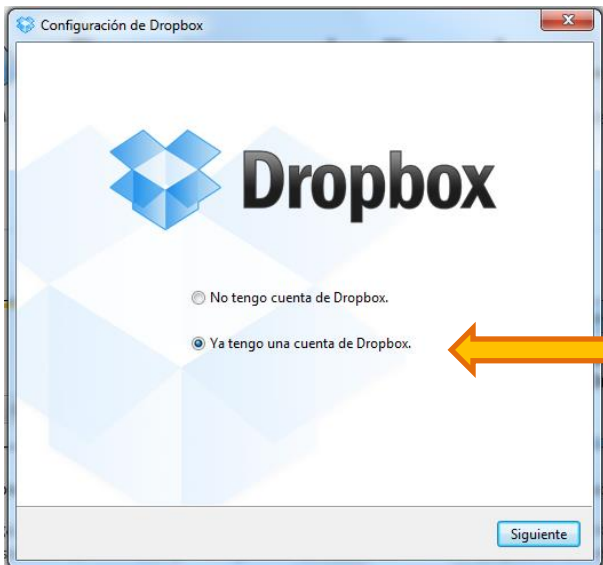 Configuración de Dropbox
Dropbox
No tengo cuenta de Dropbox.
Ya tengo una cuenta de Dropbox.
Siguiente